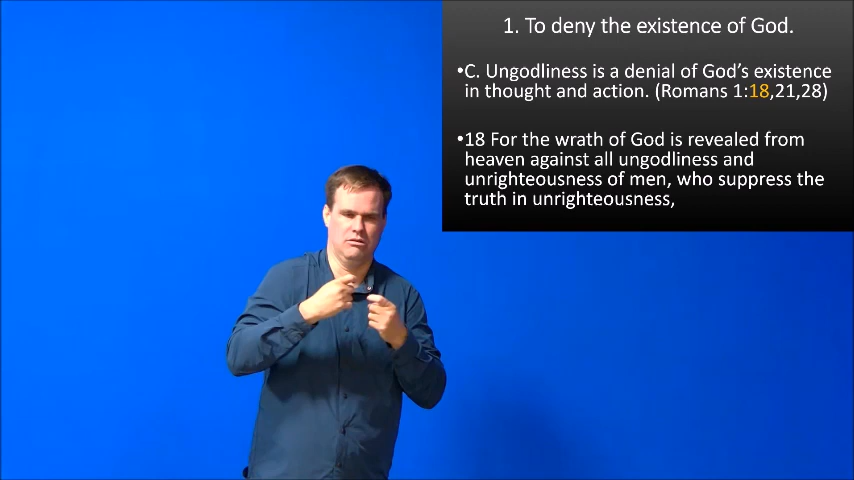 1. To deny the existence of God.
•C. Ungodliness is a denial of God’s existence
in thought and action. (Romans 1:18,21,28)
•18 For the wrath of God is revealed from
heaven against all ungodliness and
unrighteousness of men, who suppress the
truth in unrighteousness,